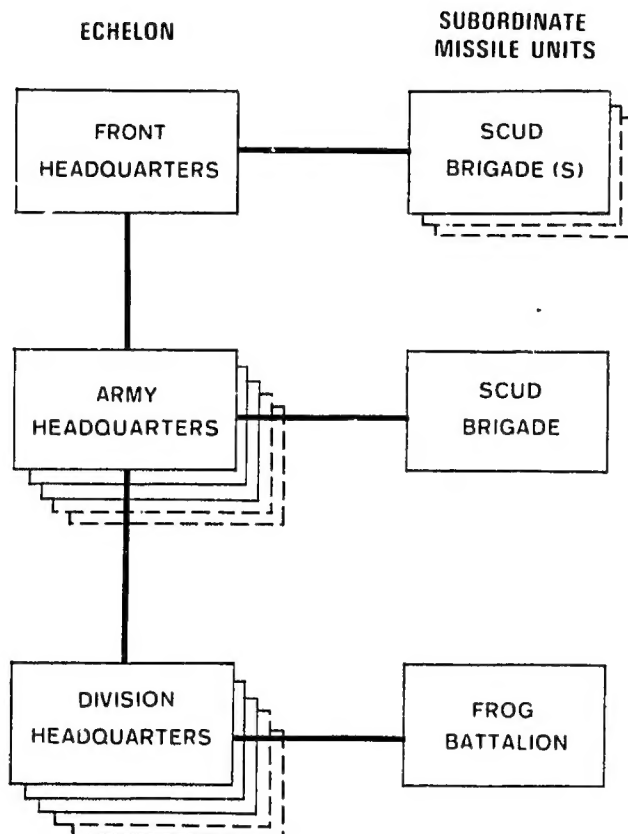 ECHELON
SUBORDINATE
MISSILE UNITS
FRONT
HEADQUARTERS
SCUD
BRIGADE (S)
ARMY
HEADQUARTERS
SCUD
BRIGADE
DIVISION
HEADQUARTERS
FROG
BATTALION